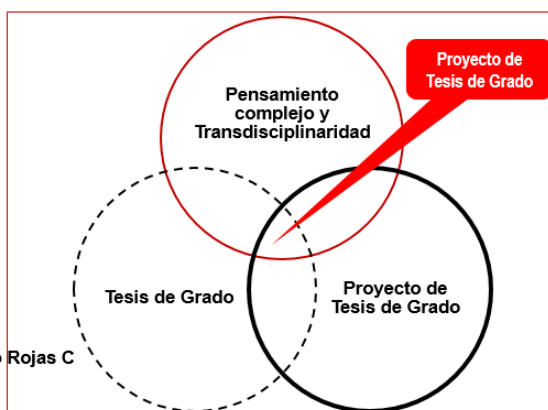 Proyecto de
Tesis de Grado
Pensamiento
complejo y
Transdisciplinaridad
Tesis de Grado
Proyecto de
Tesis de Grado
Rojas C